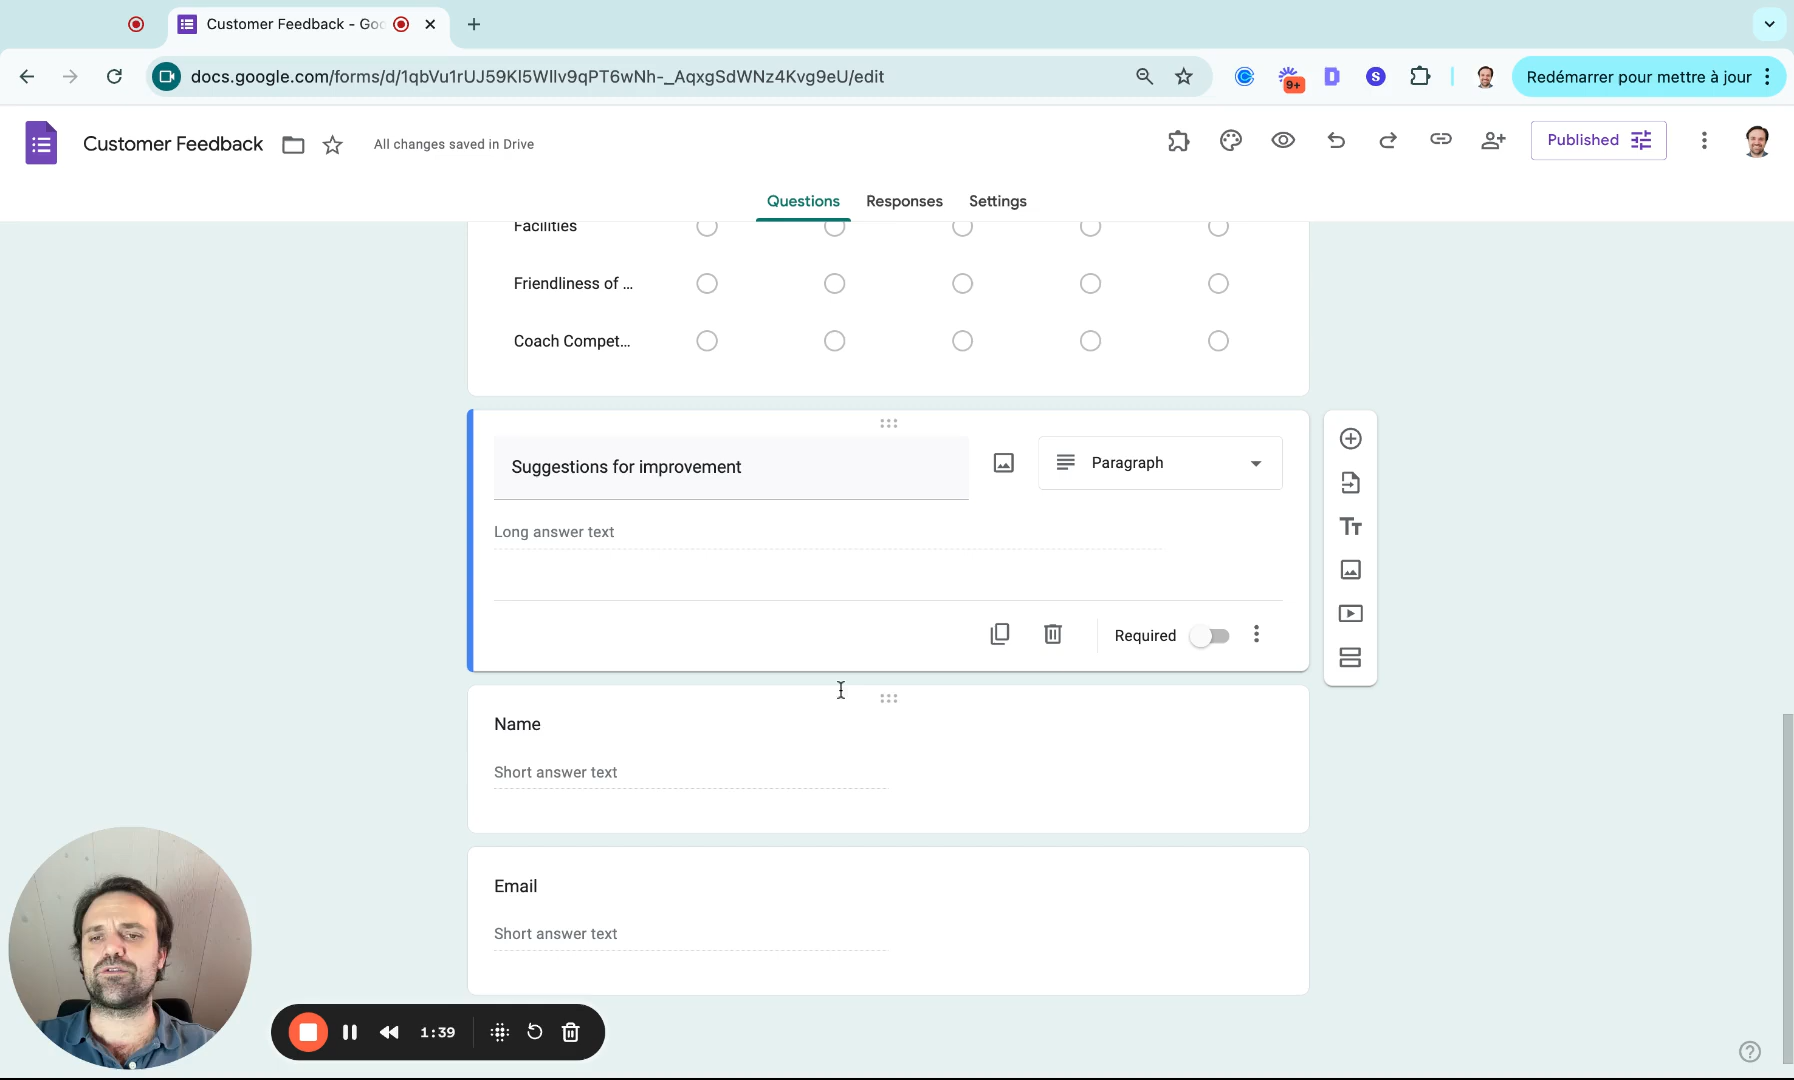 Customer Feedback - Goo
docs.google.com/forms/d/1qbVu1rUJ59KI5WIlv9qPT6wNh-_AqxgSdWNz4Kvg9eU/edit
9+
D
S
Redémarrer pour mettre à jour
Customer Feedback
All changes saved in Drive
Published
Questions
Responses
Settings
Facilities
Friendliness of ...
Coach Compet...
Suggestions for improvement
Paragraph
Long answer text
Required
Name
Short answer text
Email
Short answer text
1:39